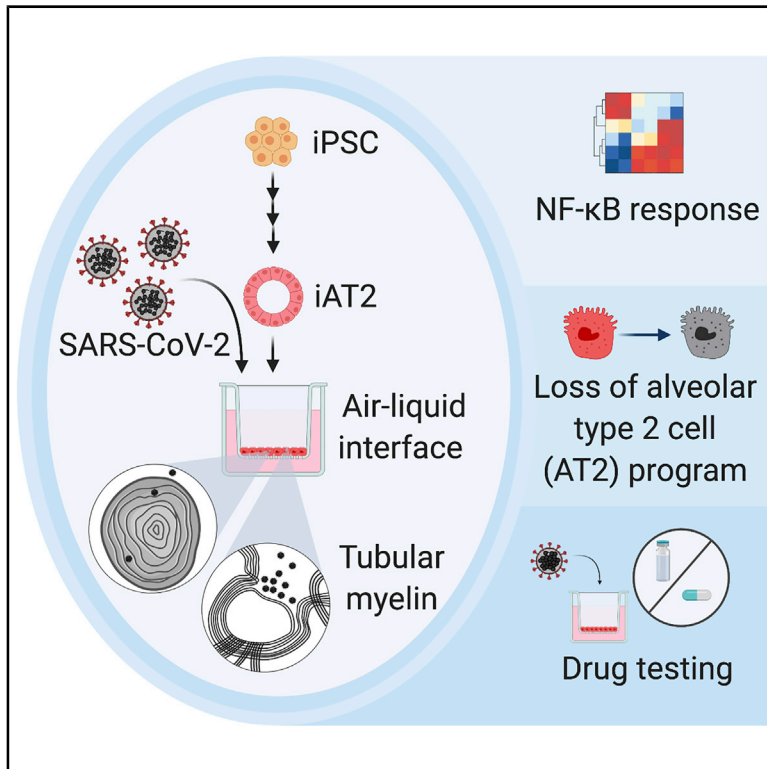 iPSC
iAT2
SARS-CoV-2
Air-liquid
interface
Tubular
myelin
NF-κB response
Loss of alveolar
type 2 cell
(AT2) program
Drug testing